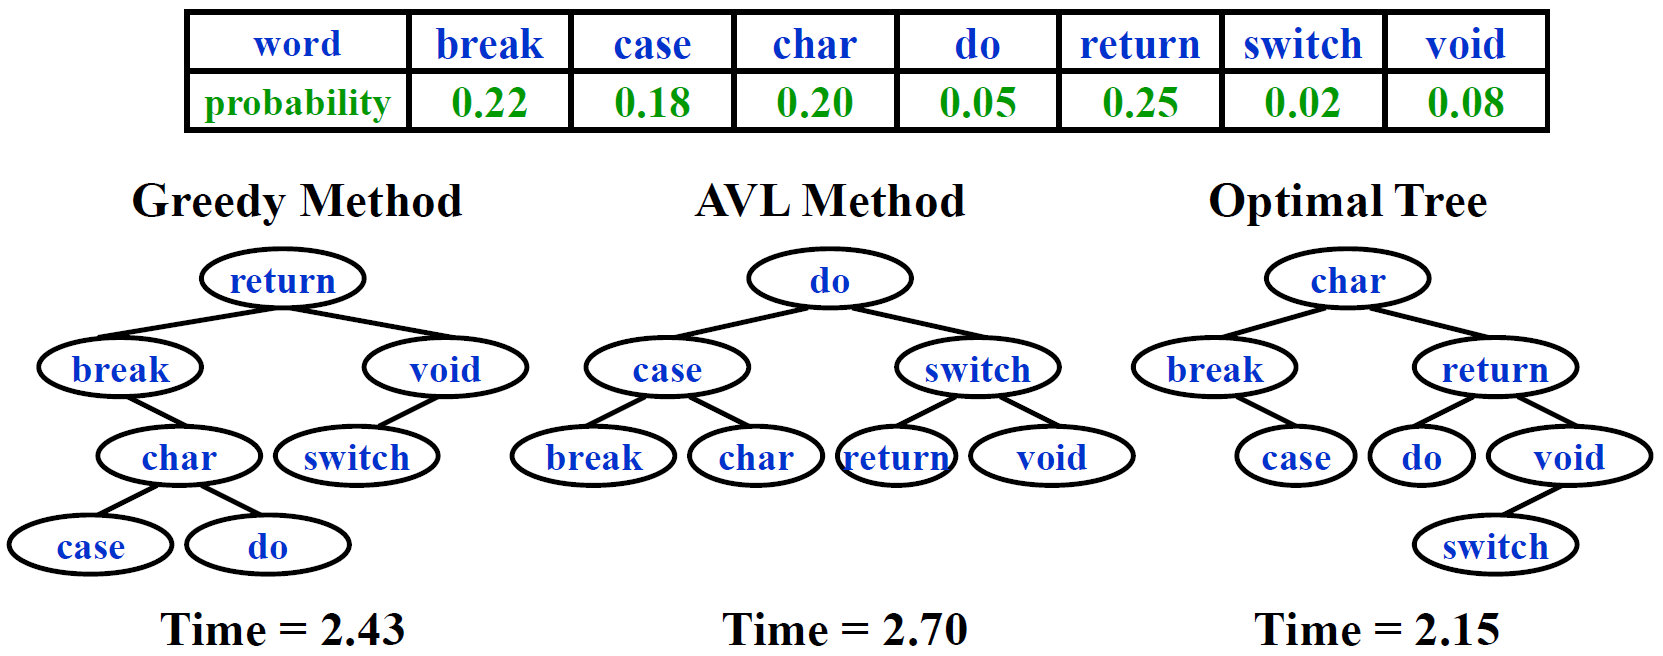 word break case char do return switch void
probability 0.22 0.18 0.20 0.05 0.25 0.02 0.08
Greedy Method AVL Method Optimal Tree
return do char
break void case switch break return
char switch break char return void case do void
case do switch
Time = 2.43 Time = 2.70 Time = 2.15